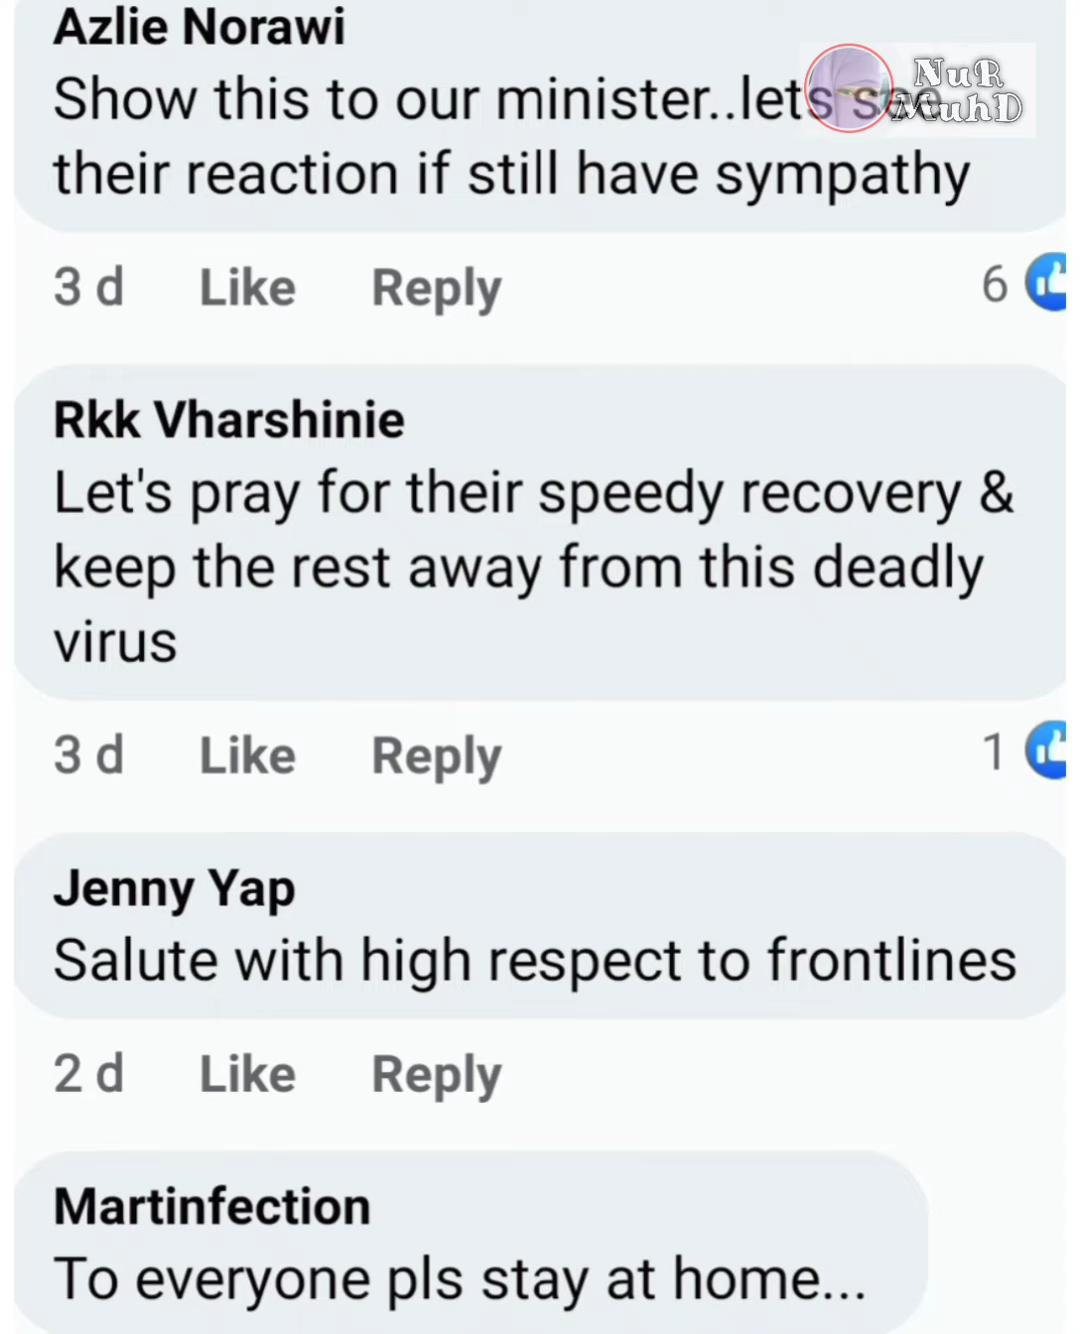 Azlie Norawi
Show this to our minister..lets see
their reaction if still have sympathy
3 d Like Reply 6
Rkk Vharshinie
Let's pray for their speedy recovery &
keep the rest away from this deadly
virus
3 d Like Reply 1
Jenny Yap
Salute with high respect to frontlines
2 d Like Reply
Martinfection
To everyone pls stay at home...
NuR
MuhD